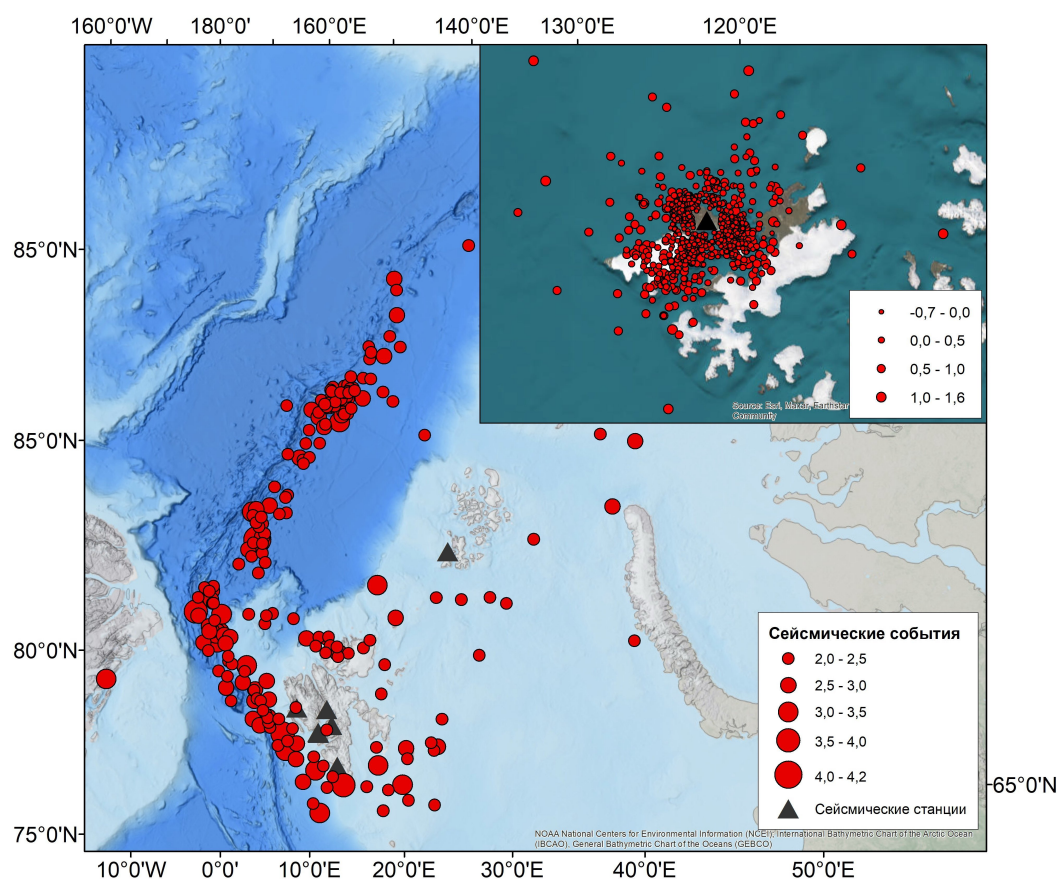 160°0'W 180°0' 160°0'E 140°0'E 130°0'E 120°0'E
85°0'N
-0,7 - 0,0
0,0 - 0,5
0,5 - 1,0
1,0 - 1,6
Source: Esri, Maxar, Earthstar
Community
85°0'N
80°0'N
Сейсмические события
2,0 - 2,5
2,5 - 3,0
3,0 - 3,5
3,5 - 4,0
4,0 - 4,2
Сейсмические станции
65°0'N
75°0'N
NOAA National Centers for Environmental Information (NCEI), International Bathymetric Chart of the Arctic Ocean
(IBCAO), General Bathymetric Chart of the Oceans (GEBCO)
10°0'W 0°0' 10°0'E 20°0'E 30°0'E 40°0'E 50°0'E